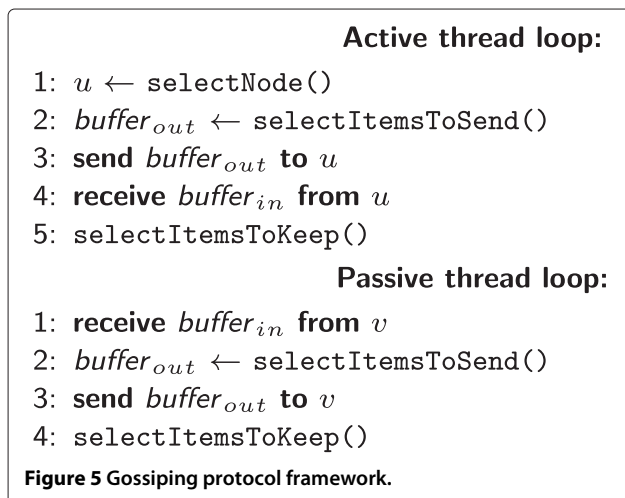 Active thread loop:
1: u ← selectNode()
2: buffer_out ← selectItemsToSend()
3: send buffer_out to u
4: receive buffer_in from u
5: selectItemsToKeep()
Passive thread loop:
1: receive buffer_in from v
2: buffer_out ← selectItemsToSend()
3: send buffer_out to v
4: selectItemsToKeep()
Figure 5 Gossiping protocol framework.